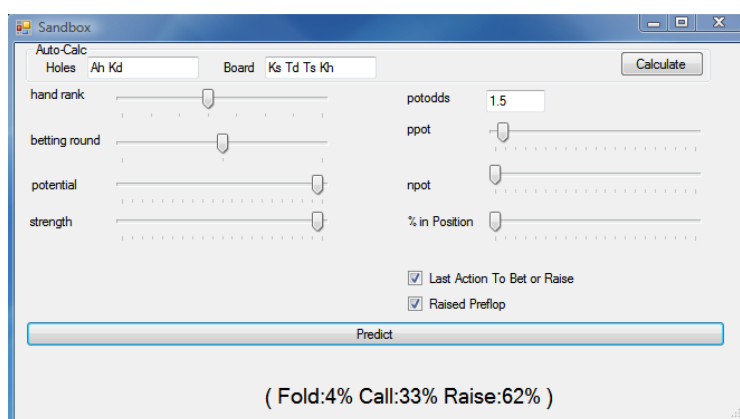 Sandbox
Auto-Calc
Holes Ah Kd Board Ks Td Ts Kh Calculate
hand rank
potodds 1.5
betting round
ppot
potential
npot
strength
% in Position
Last Action To Bet or Raise
Raised Preflop
Predict
( Fold:4% Call:33% Raise:62% )